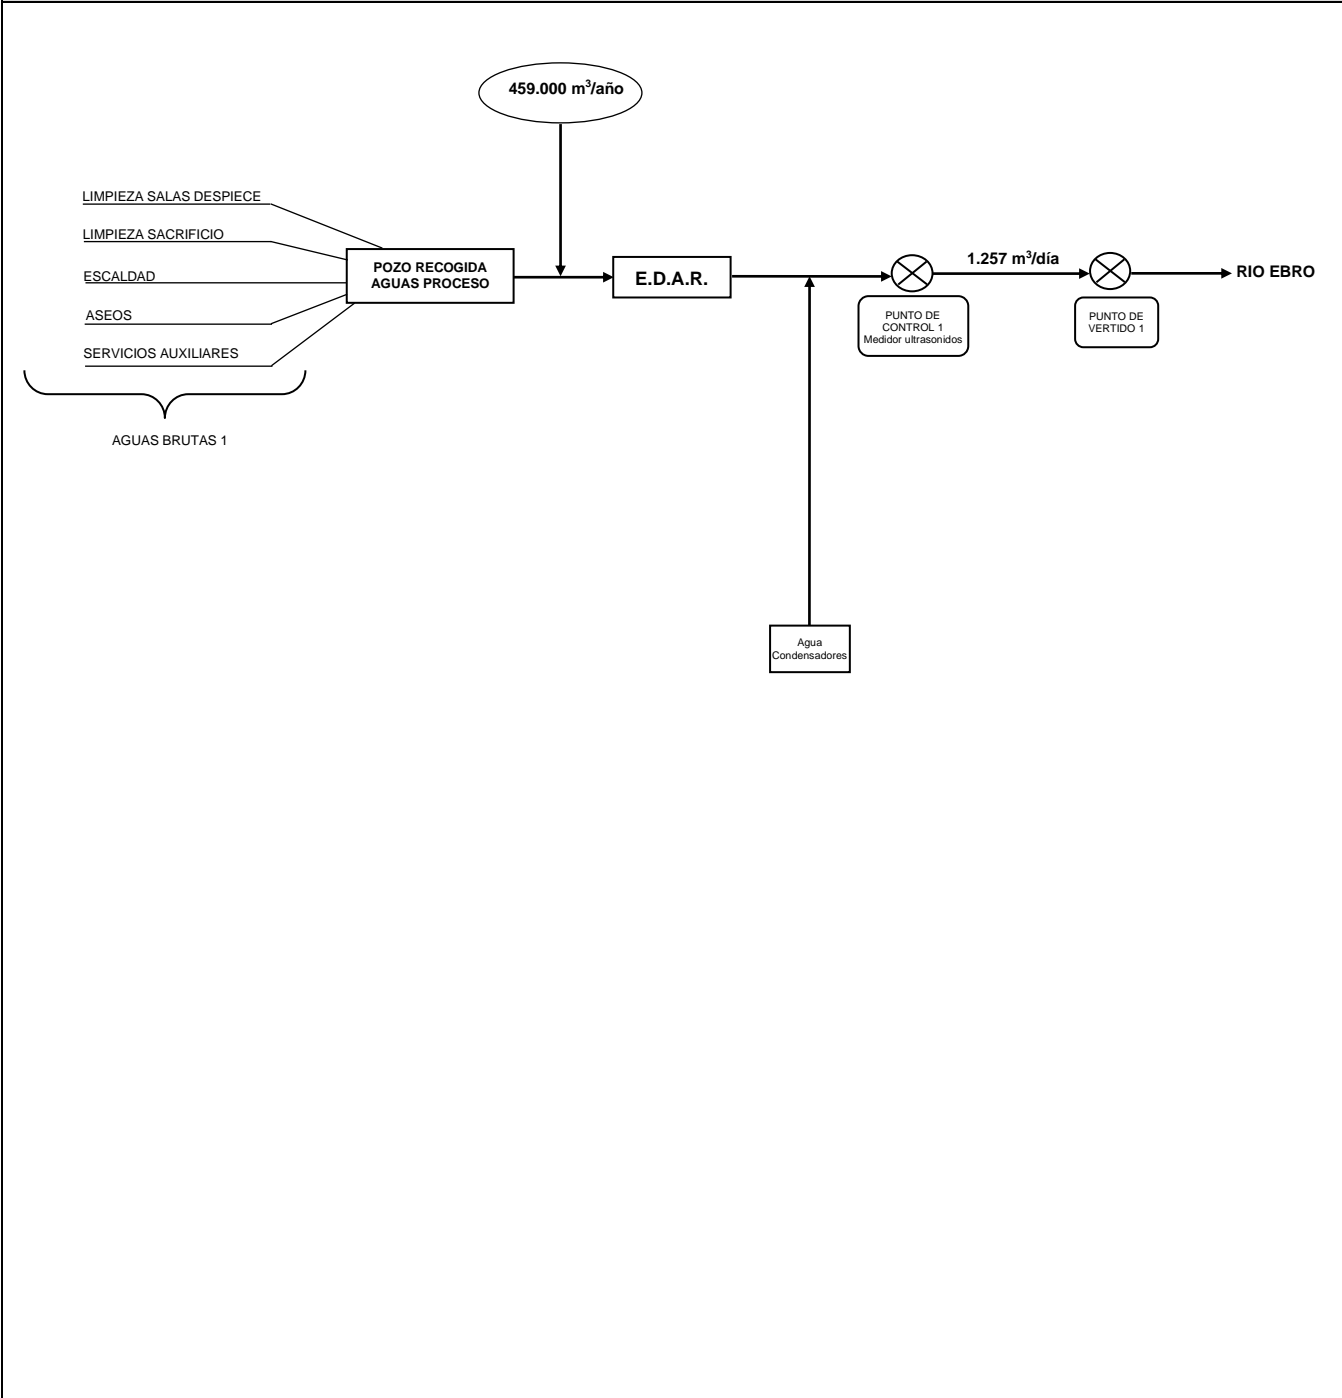 459.000 m³/año
LIMPIEZA SALAS DESPIECE
LIMPIEZA SACRIFICIO
ESCALDAD
ASEOS
SERVICIOS AUXILIARES
AGUAS BRUTAS 1
POZO RECOGIDA
AGUAS PROCESO
E.D.A.R.
PUNTO DE
CONTROL 1
Medidor ultrasonidos
1.257 m³/día
PUNTO DE
VERTIDO 1
RIO EBRO
Agua
Condensadores